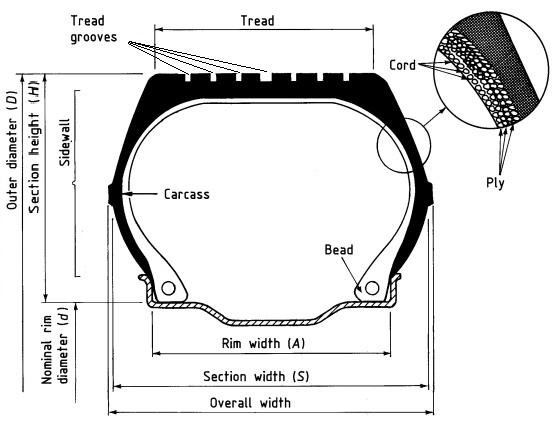 Tread
grooves
Tread
Cord
Ply
Outer diameter (D)
Section height (H)
Sidewall
Carcass
Bead
Nominal rim
diameter (d)
Rim width (A)
Section width (S)
Overall width